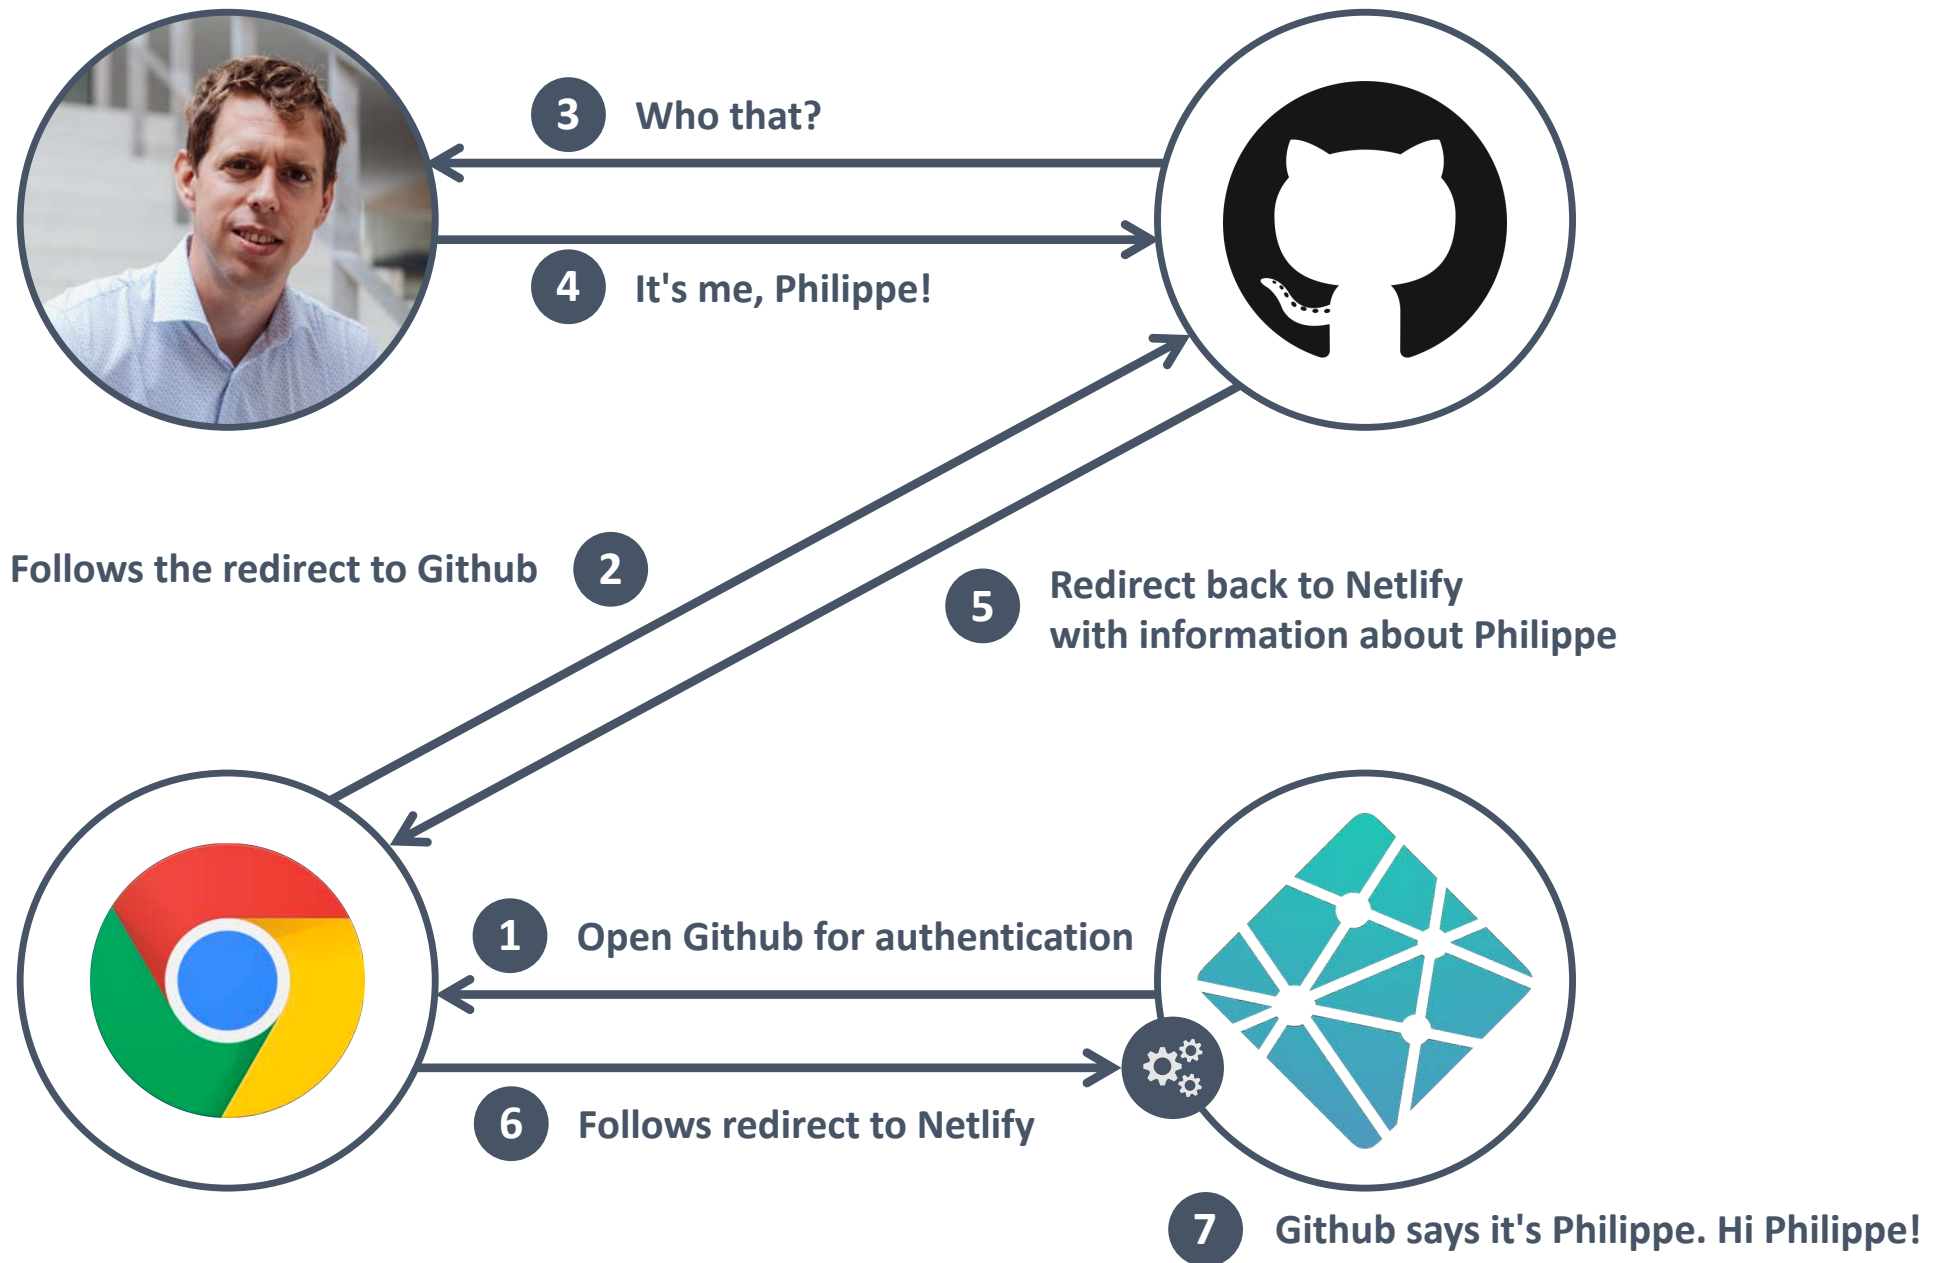 3 Who that?
4 It's me, Philippe!
Follows the redirect to Github 2
5 Redirect back to Netlify
with information about Philippe
1 Open Github for authentication
6 Follows redirect to Netlify
7 Github says it's Philippe. Hi Philippe!